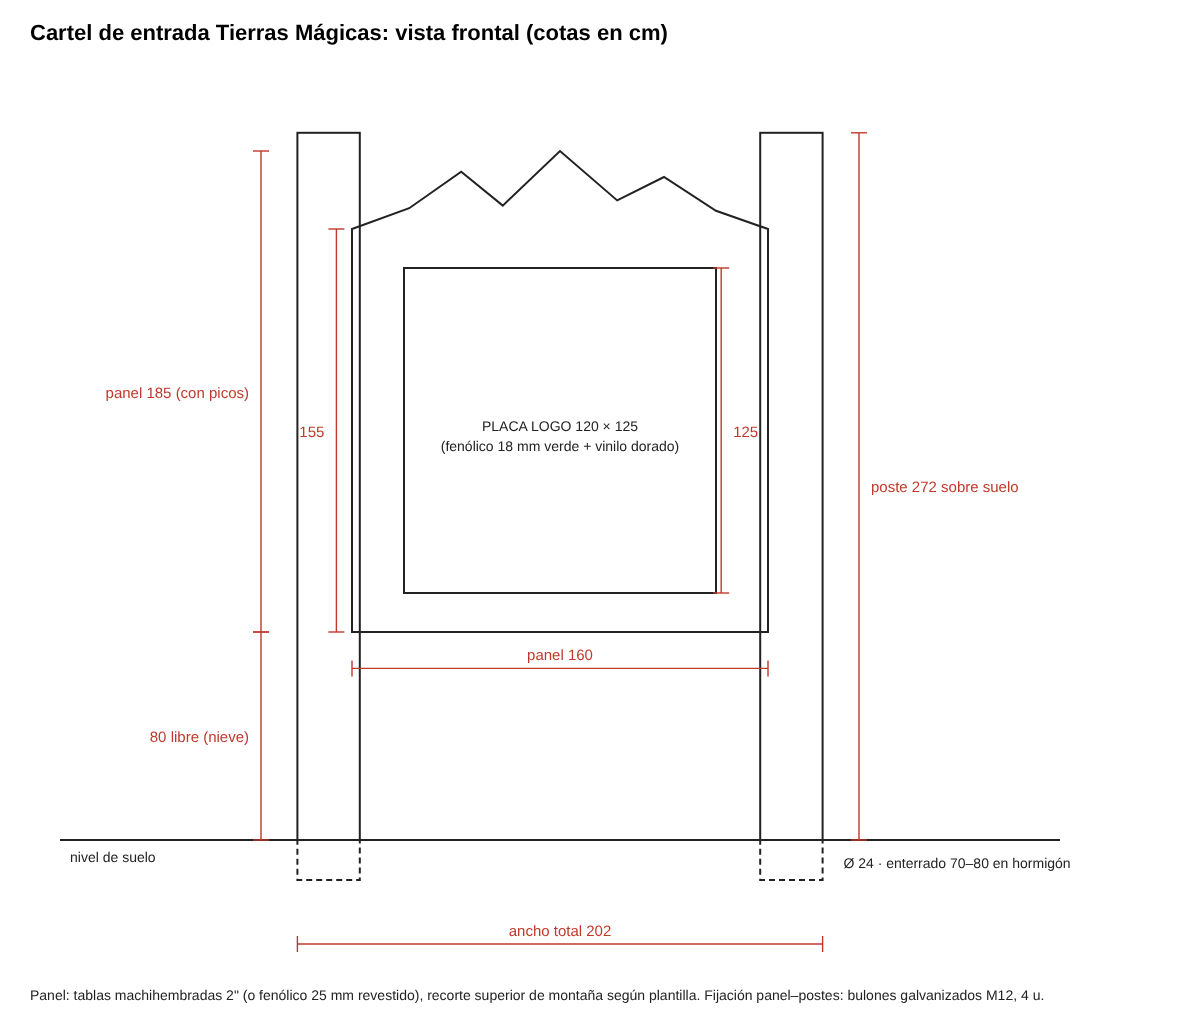 Cartel de entrada Tierras Mágicas: vista frontal (cotas en cm)
panel 185 (con picos)
155
PLACA LOGO 120 × 125
(fenólico 18 mm verde + vinilo dorado)
125
poste 272 sobre suelo
panel 160
80 libre (nieve)
nivel de suelo
Ø 24 · enterrado 70–80 en hormigón
ancho total 202
Panel: tablas machihembradas 2" (o fenólico 25 mm revestido), recorte superior de montaña según plantilla. Fijación panel–postes: bulones galvanizados M12, 4 u.